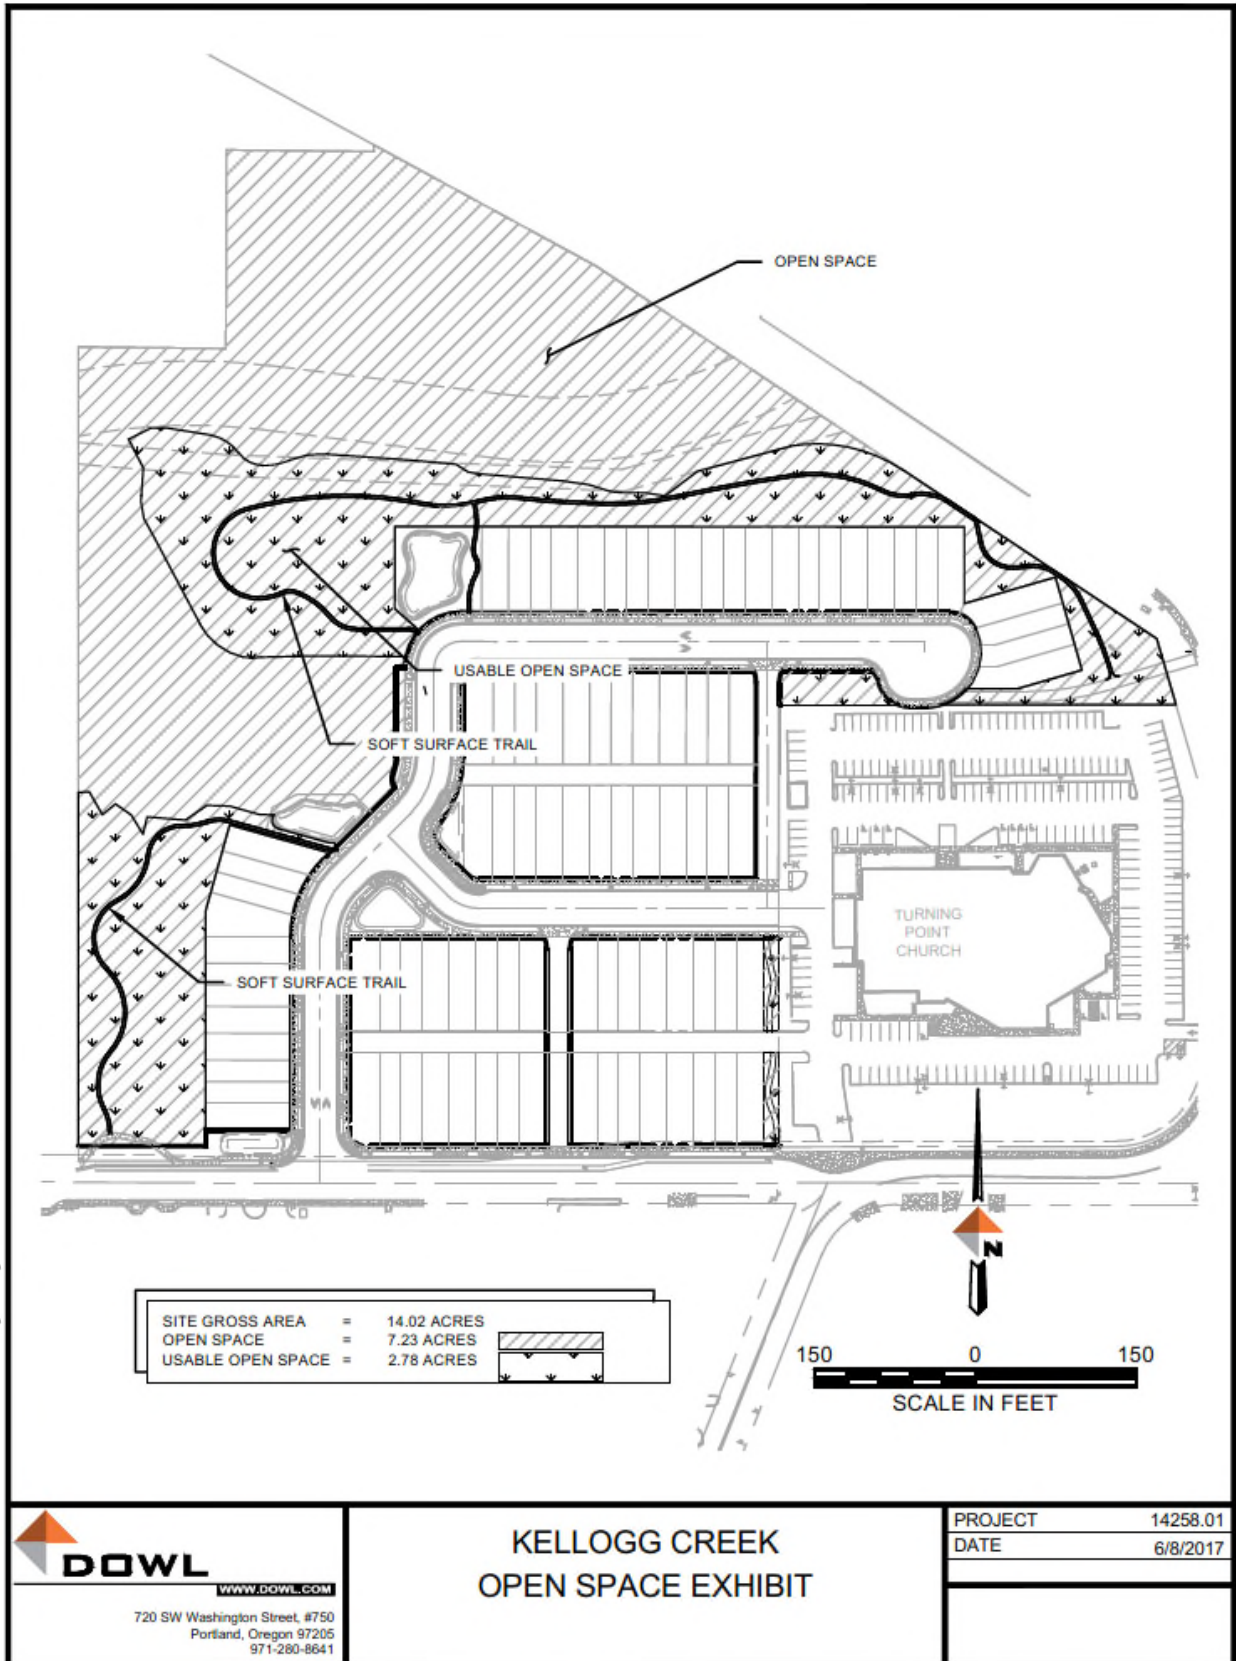 OPEN SPACE
USABLE OPEN SPACE
SOFT SURFACE TRAIL
TURNING
POINT
CHURCH
SOFT SURFACE TRAIL
N
SITE GROSS AREA = 14.02 ACRES
OPEN SPACE = 7.23 ACRES
USABLE OPEN SPACE = 2.78 ACRES
150 0 150
SCALE IN FEET
DOWL
WWW.DOWL.COM
720 SW Washington Street, #750
Portland, Oregon 97205
971-280-8641
KELLOGG CREEK
OPEN SPACE EXHIBIT
PROJECT 14258.01
DATE 6/8/2017